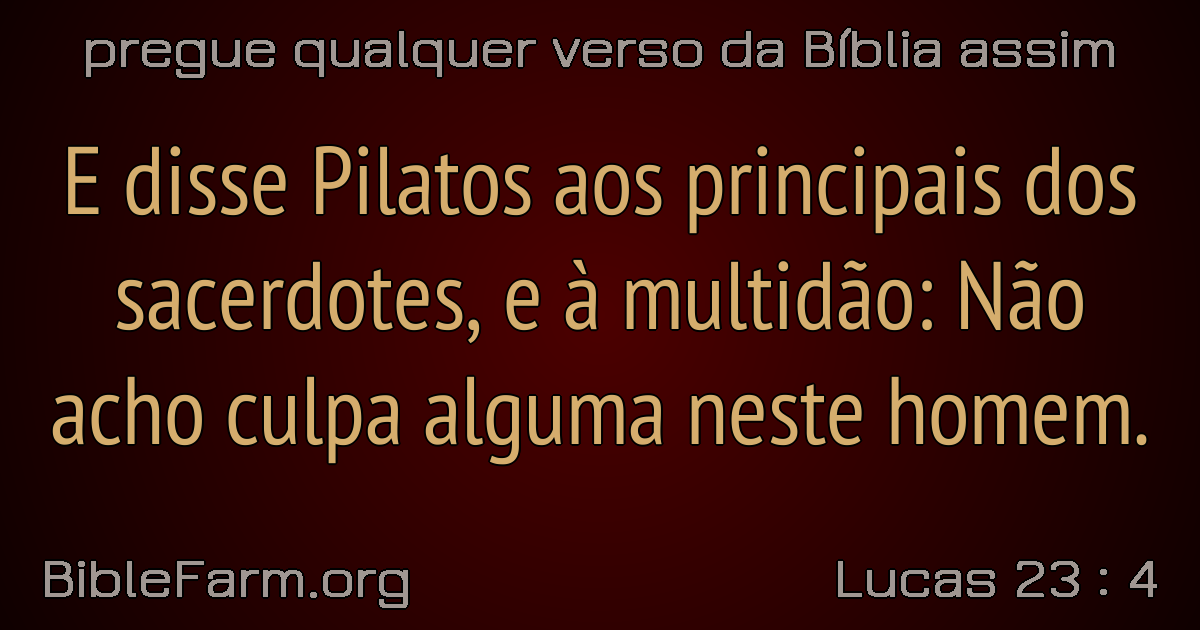 pregue qualquer verso da Bíblia assim
E disse Pilatos aos principais dos
sacerdotes, e à multidão: Não
acho culpa alguma neste homem.
BibleFarm.org
Lucas 23 : 4